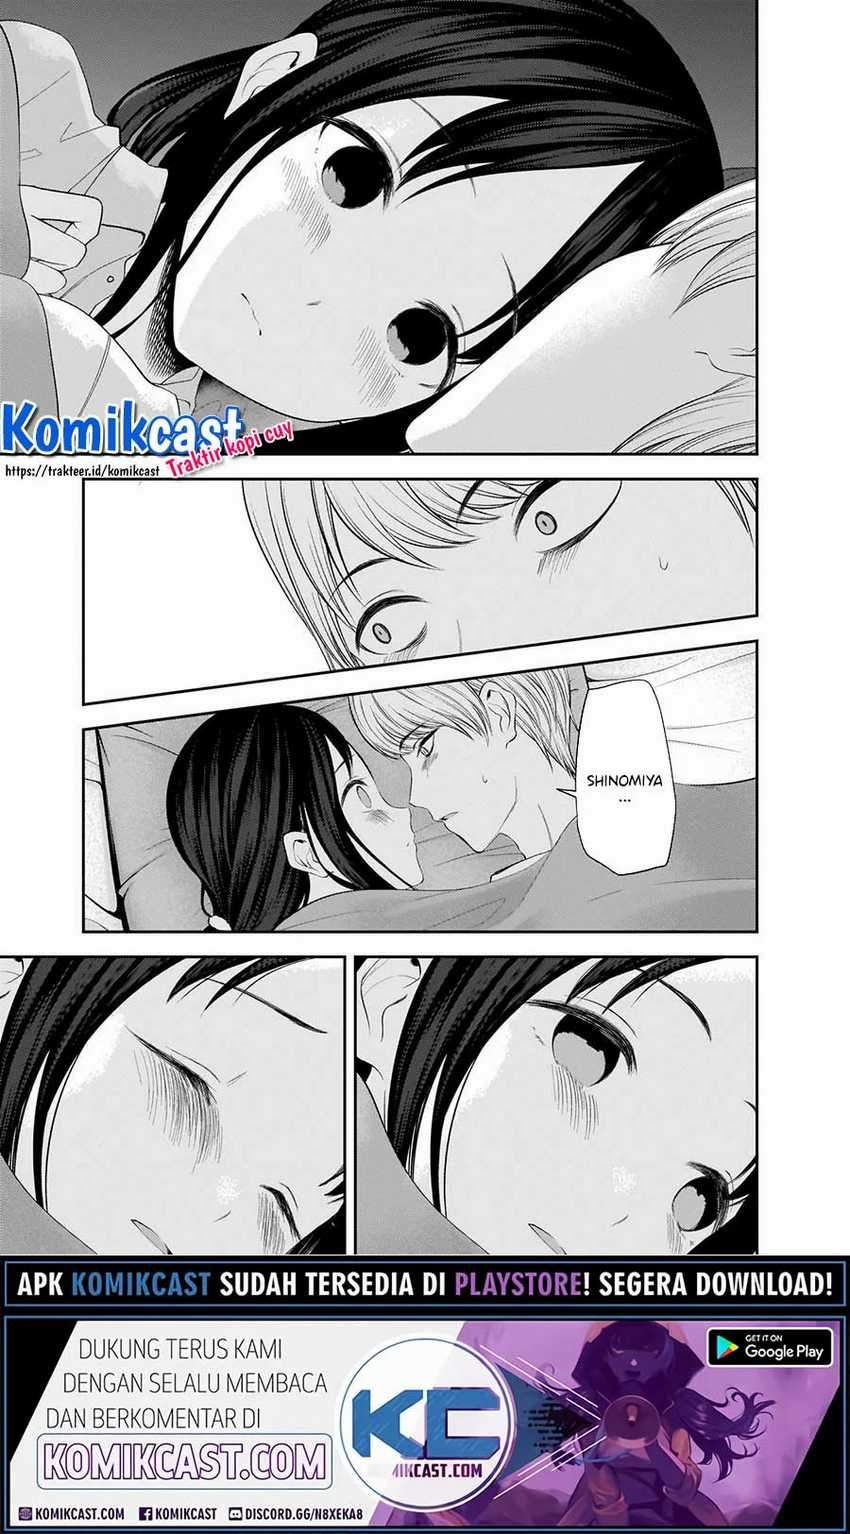 Komikcast
Traktir kopi cuy
https://trakteer.id/komikcast
SHINOMIYA
...
APK KOMIKCAST SUDAH TERSEDIA DI PLAYSTORE! SEGERA DOWNLOAD!
DUKUNG TERUS KAMI
DENGAN SELALU MEMBACA
DAN BERKOMENTAR DI
KOMIKCAST.COM
KC
MIKCAST.COM
GET IT ON
Google Play
KOMIKCAST.COM KOMIKCAST DISCORD.GG/N8XEKA8